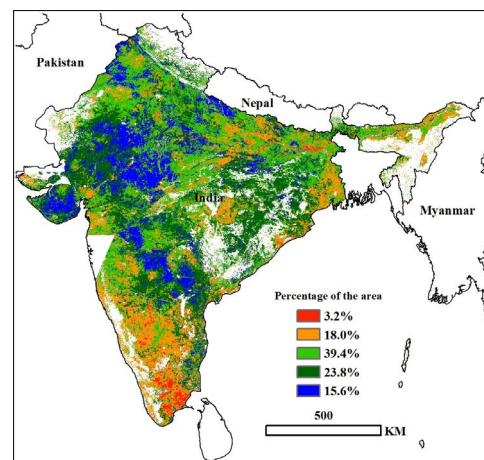 Pakistan
Nepal
India
Myanmar
Percentage of the area
3.2%
18.0%
39.4%
23.8%
15.6%
500
KM